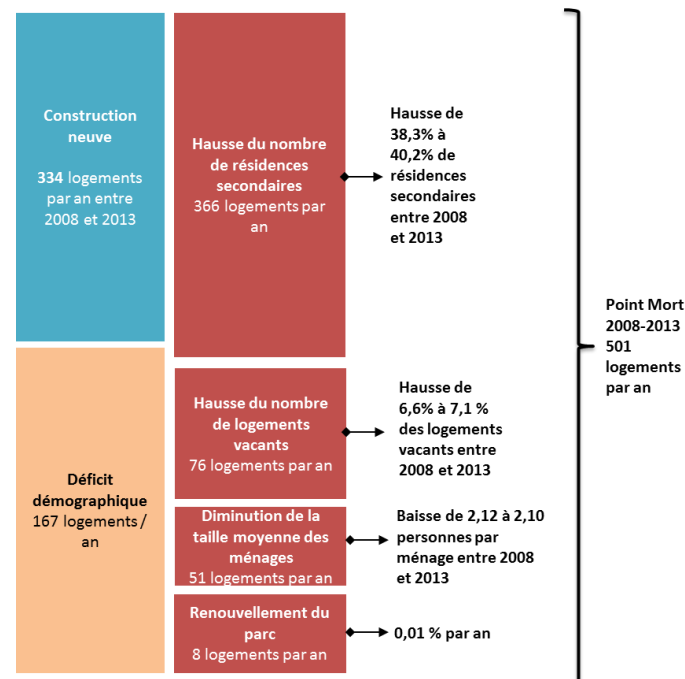 Construction
neuve
334 logements
par an entre
2008 et 2013
Déficit
démographique
167 logements /
an
Hausse du nombre
de résidences
secondaires
366 logements par
an
Hausse de
38,3% à
40,2% de
résidences
secondaires
entre 2008
et 2013
Hausse du nombre
de logements
vacants
76 logements par an
Hausse de
6,6% à 7,1 %
des logements
vacants entre
2008 et 2013
Diminution de la
taille moyenne des
ménages
51 logements par an
Baisse de 2,12 à 2,10
personnes par
ménage entre 2008
et 2013
Renouvellement du
parc
8 logements par an
0,01 % par an
Point Mort
2008-2013
501
logements
par an